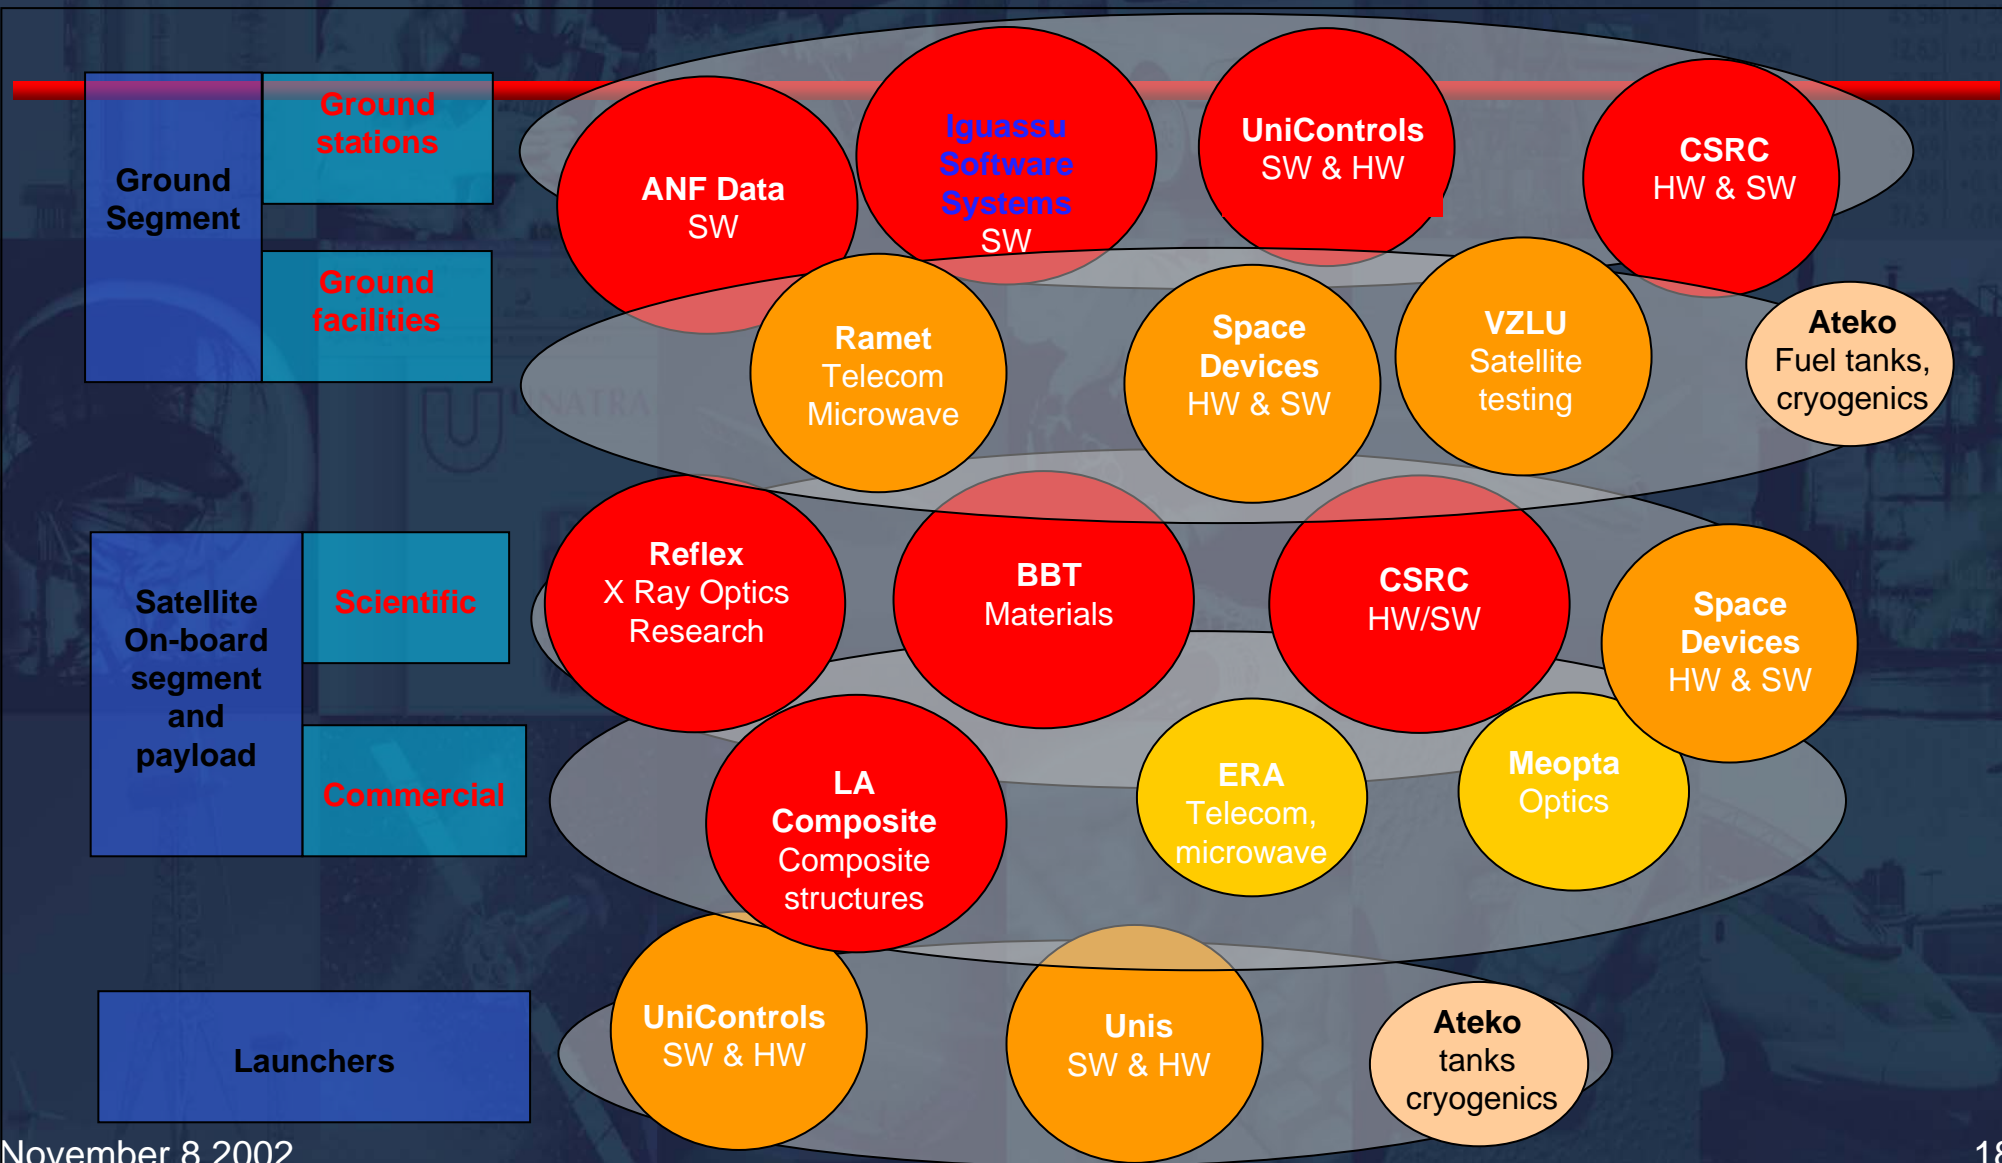 Ground
Segment
Ground
stations
Ground
facilities
ANF Data
SW
Iguassu
Software
Systems
SW
UniControls
SW & HW
CSRC
HW & SW
Ramet
Telecom
Microwave
Space
Devices
HW & SW
VZLU
Satellite
testing
Ateko
Fuel tanks,
cryogenics
UNATRA
Satellite
On-board
segment
and
payload
Scientific
Commercial
Reflex
X Ray Optics
Research
BBT
Materials
CSRC
HW/SW
Space
Devices
HW & SW
LA
Composite
Composite
structures
ERA
Telecom,
microwave
Meopta
Optics
Launchers
UniControls
SW & HW
Unis
SW & HW
Ateko
tanks
cryogenics
November 8 2002
18